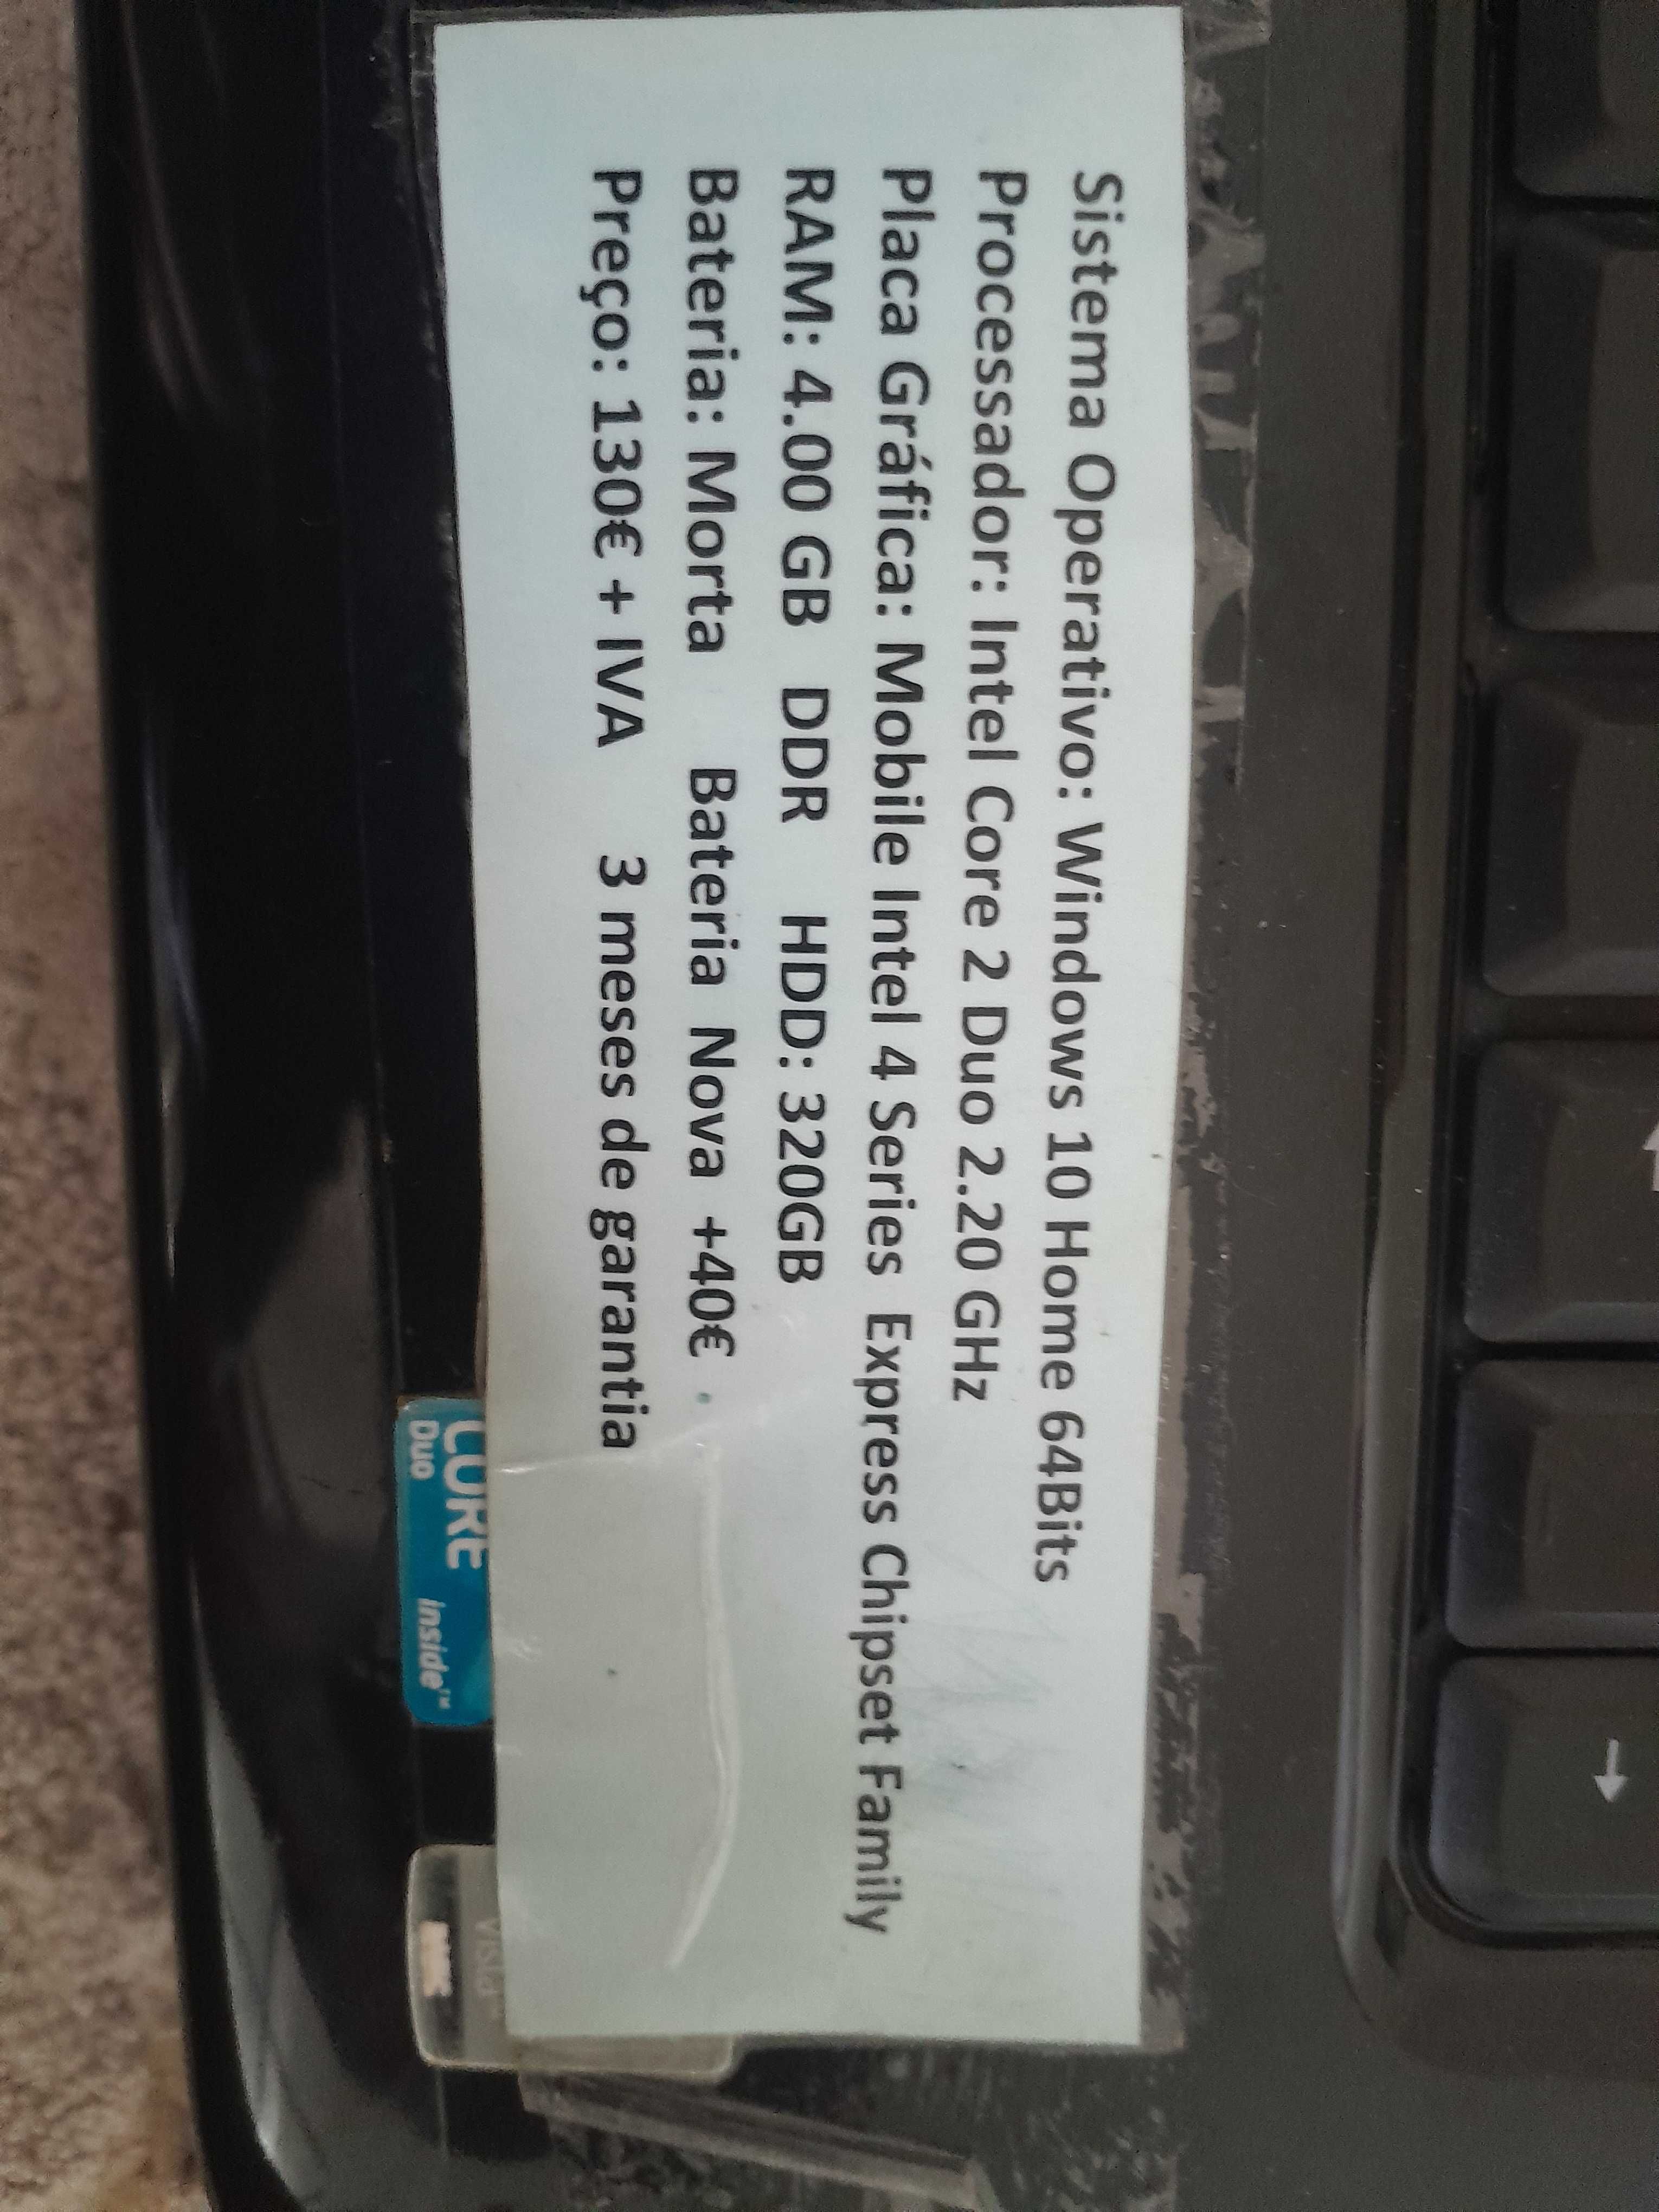 Sistema Operativo: Windows 10 Home 64Bits
Processador: Intel Core 2 Duo 2.20 GHz
Placa Gráfica: Mobile Intel 4 Series Express Chipset Family
RAM: 4.00 GB DDR HDD: 320GB
Bateria: Morta Bateria Nova +40€
Preço: 130€ + IVA 3 meses de garantia
CORE inside™
Duo
VISTA™